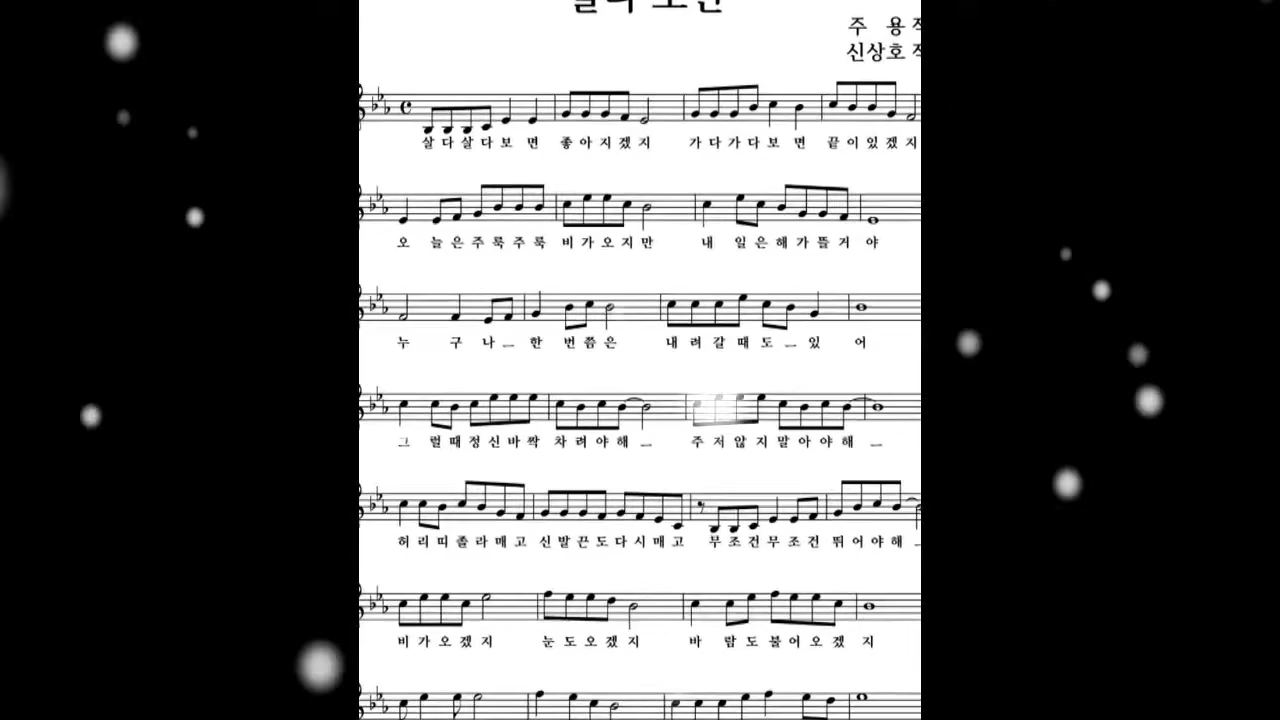 주 용
신상호
살다살다보 면 좋아지겠지 가다가다보 면 끝이있겠지
오 늘은주룩주룩 비가오지만 내 일은해가뜰거 야
누 구 나_ 한 번쯤은 내려갈때도_있 어
그 럴때정신바짝 차려야해_ 주저않지말아야해_
허리띠졸라매고 신발끈도다시매고 무조건무조건 뛰어야해_
비가오겠지 눈도오겠지 바 람도불어오겠 지